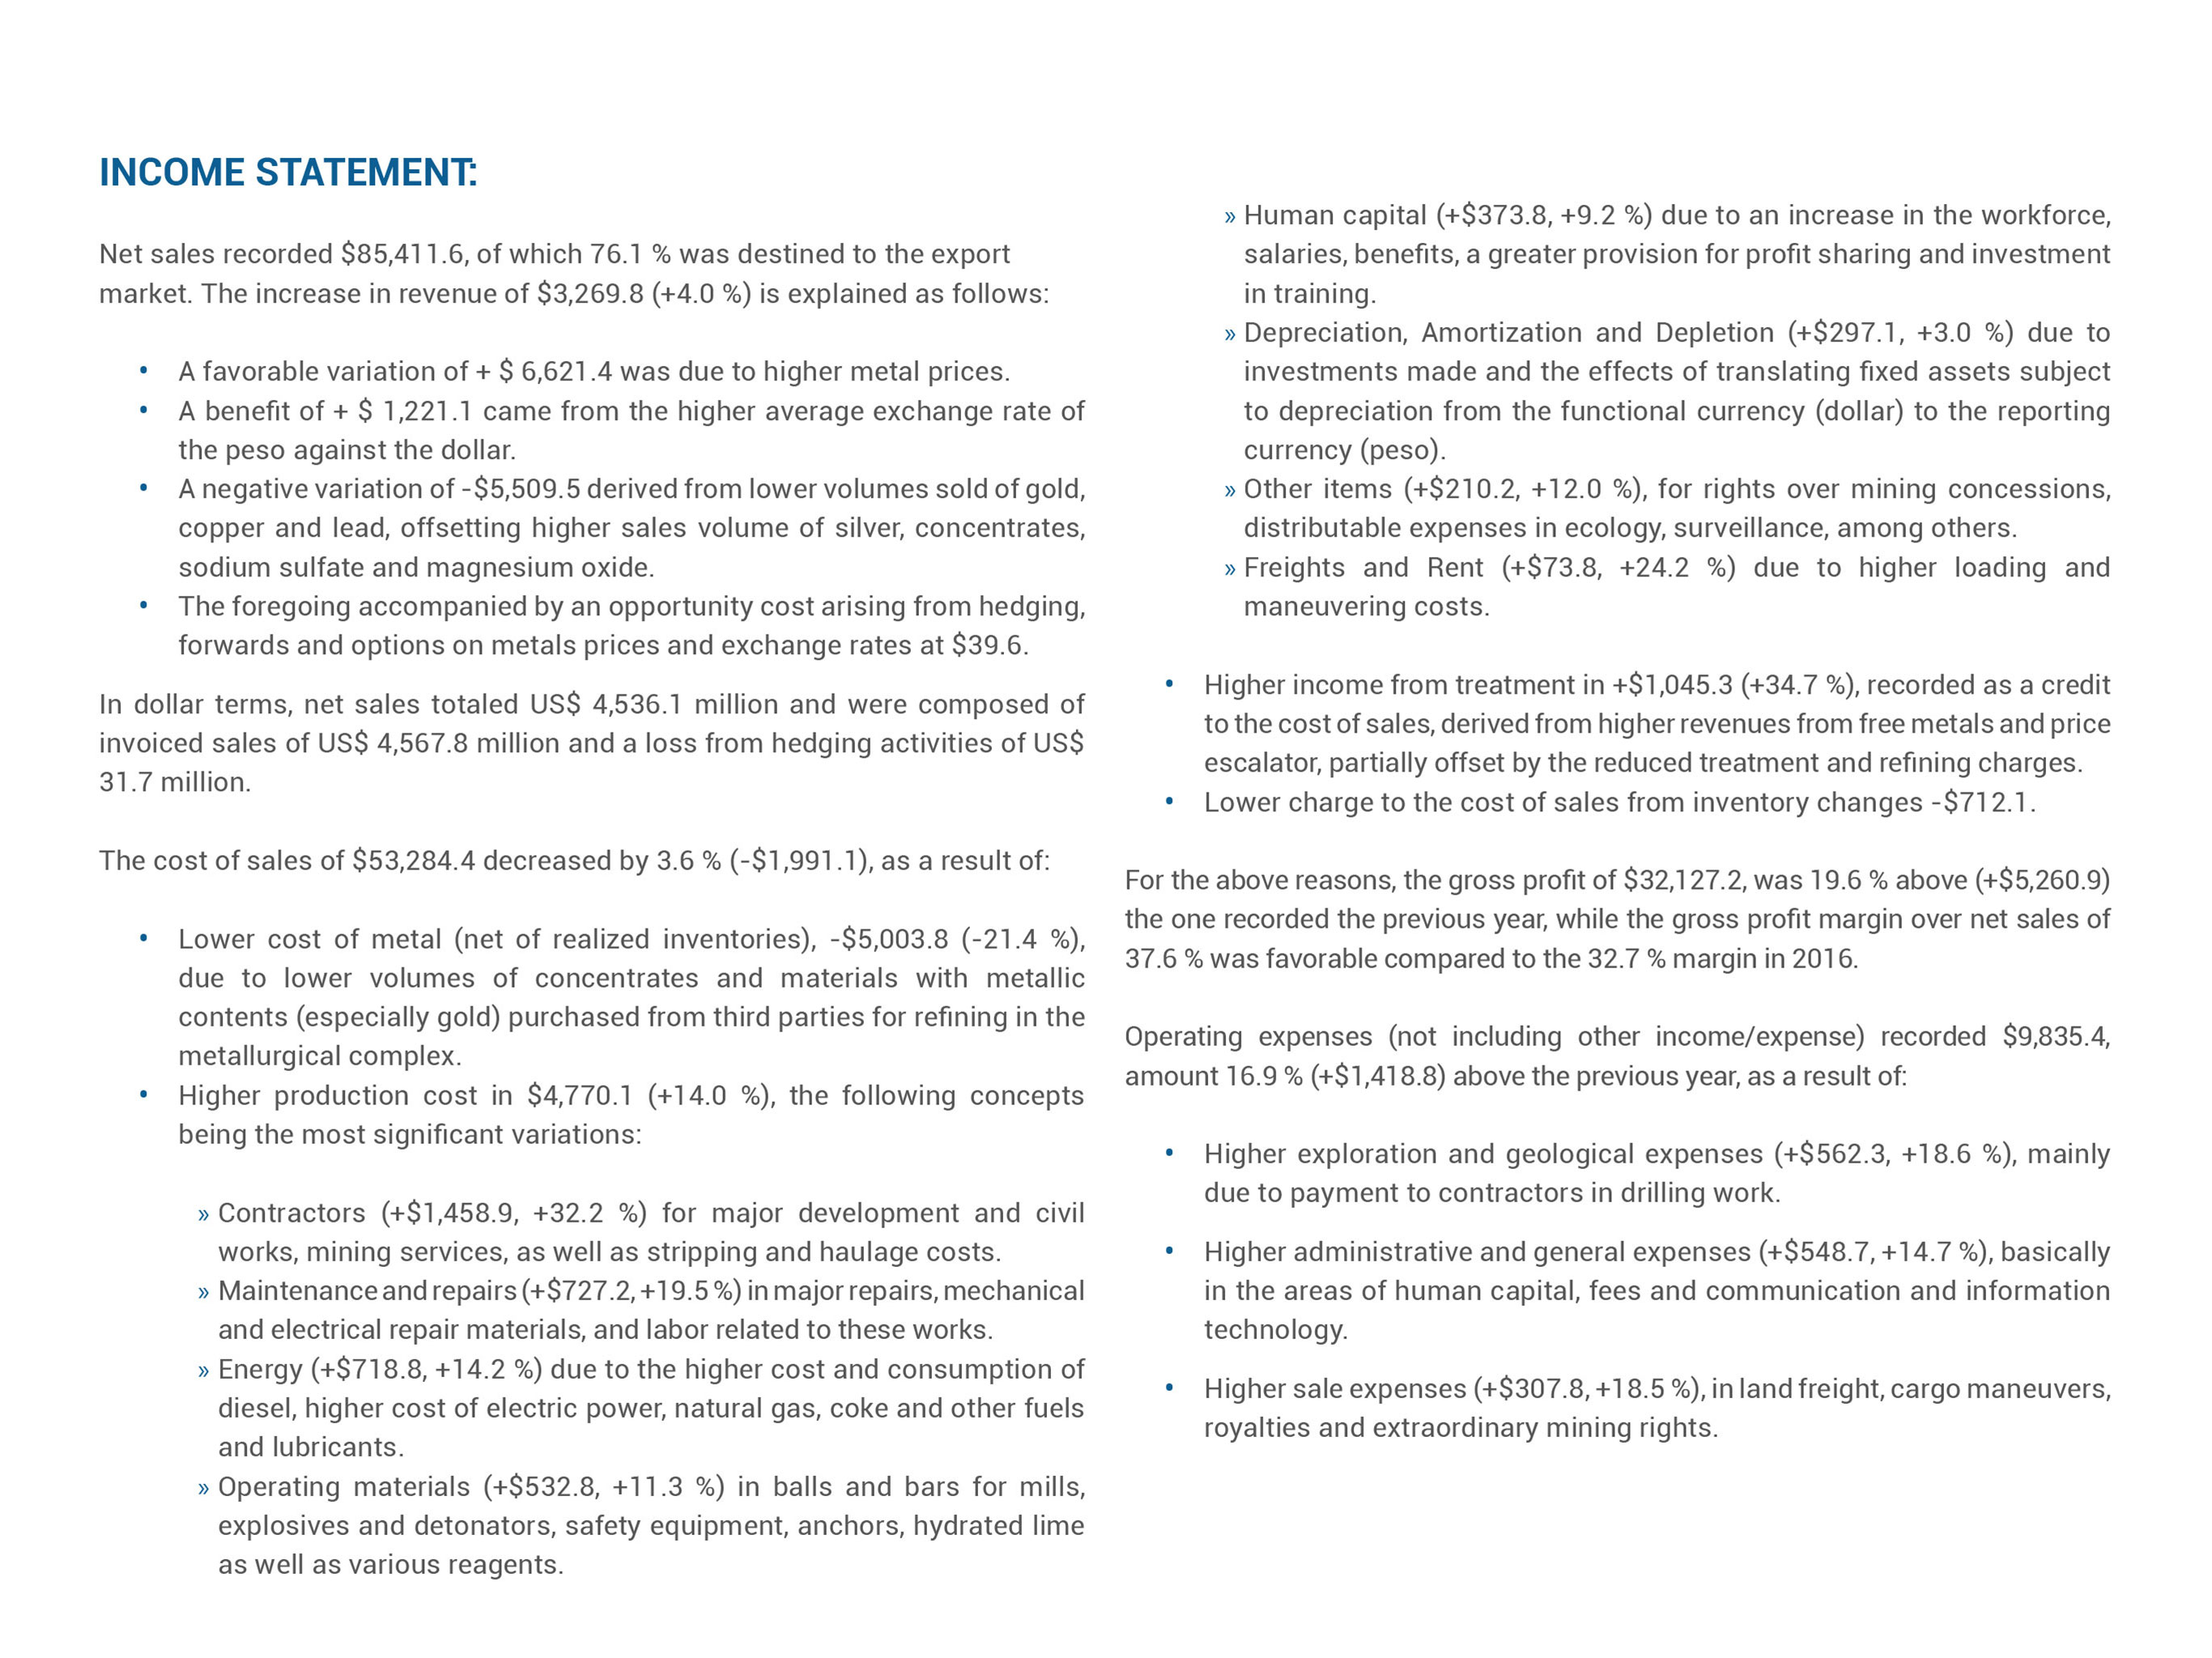 INCOME STATEMENT:
Net sales recorded $85,411.6, of which 76.1 % was destined to the export
market. The increase in revenue of $3,269.8 (+4.0 %) is explained as follows:
• A favorable variation of + $ 6,621.4 was due to higher metal prices.
• A benefit of + $ 1,221.1 came from the higher average exchange rate of
the peso against the dollar.
• A negative variation of -$5,509.5 derived from lower volumes sold of gold,
copper and lead, offsetting higher sales volume of silver, concentrates,
sodium sulfate and magnesium oxide.
• The foregoing accompanied by an opportunity cost arising from hedging,
forwards and options on metals prices and exchange rates at $39.6.
In dollar terms, net sales totaled US$ 4,536.1 million and were composed of
invoiced sales of US$ 4,567.8 million and a loss from hedging activities of US$
31.7 million.
The cost of sales of $53,284.4 decreased by 3.6 % (-$1,991.1), as a result of:
• Lower cost of metal (net of realized inventories), -$5,003.8 (-21.4 %),
due to lower volumes of concentrates and materials with metallic
contents (especially gold) purchased from third parties for refining in the
metallurgical complex.
• Higher production cost in $4,770.1 (+14.0 %), the following concepts
being the most significant variations:
» Contractors (+$1,458.9, +32.2 %) for major development and civil
works, mining services, as well as stripping and haulage costs.
» Maintenance and repairs (+$727.2, +19.5 %) in major repairs, mechanical
and electrical repair materials, and labor related to these works.
» Energy (+$718.8, +14.2 %) due to the higher cost and consumption of
diesel, higher cost of electric power, natural gas, coke and other fuels
and lubricants.
» Operating materials (+$532.8, +11.3 %) in balls and bars for mills,
explosives and detonators, safety equipment, anchors, hydrated lime
as well as various reagents.
» Human capital (+$373.8, +9.2 %) due to an increase in the workforce,
salaries, benefits, a greater provision for profit sharing and investment
in training.
» Depreciation, Amortization and Depletion (+$297.1, +3.0 %) due to
investments made and the effects of translating fixed assets subject
to depreciation from the functional currency (dollar) to the reporting
currency (peso).
» Other items (+$210.2, +12.0 %), for rights over mining concessions,
distributable expenses in ecology, surveillance, among others.
» Freights and Rent (+$73.8, +24.2 %) due to higher loading and
maneuvering costs.
• Higher income from treatment in +$1,045.3 (+34.7 %), recorded as a credit
to the cost of sales, derived from higher revenues from free metals and price
escalator, partially offset by the reduced treatment and refining charges.
• Lower charge to the cost of sales from inventory changes -$712.1.
For the above reasons, the gross profit of $32,127.2, was 19.6 % above (+$5,260.9)
the one recorded the previous year, while the gross profit margin over net sales of
37.6 % was favorable compared to the 32.7 % margin in 2016.
Operating expenses (not including other income/expense) recorded $9,835.4,
amount 16.9 % (+$1,418.8) above the previous year, as a result of:
• Higher exploration and geological expenses (+$562.3, +18.6 %), mainly
due to payment to contractors in drilling work.
• Higher administrative and general expenses (+$548.7, +14.7 %), basically
in the areas of human capital, fees and communication and information
technology.
• Higher sale expenses (+$307.8, +18.5 %), in land freight, cargo maneuvers,
royalties and extraordinary mining rights.